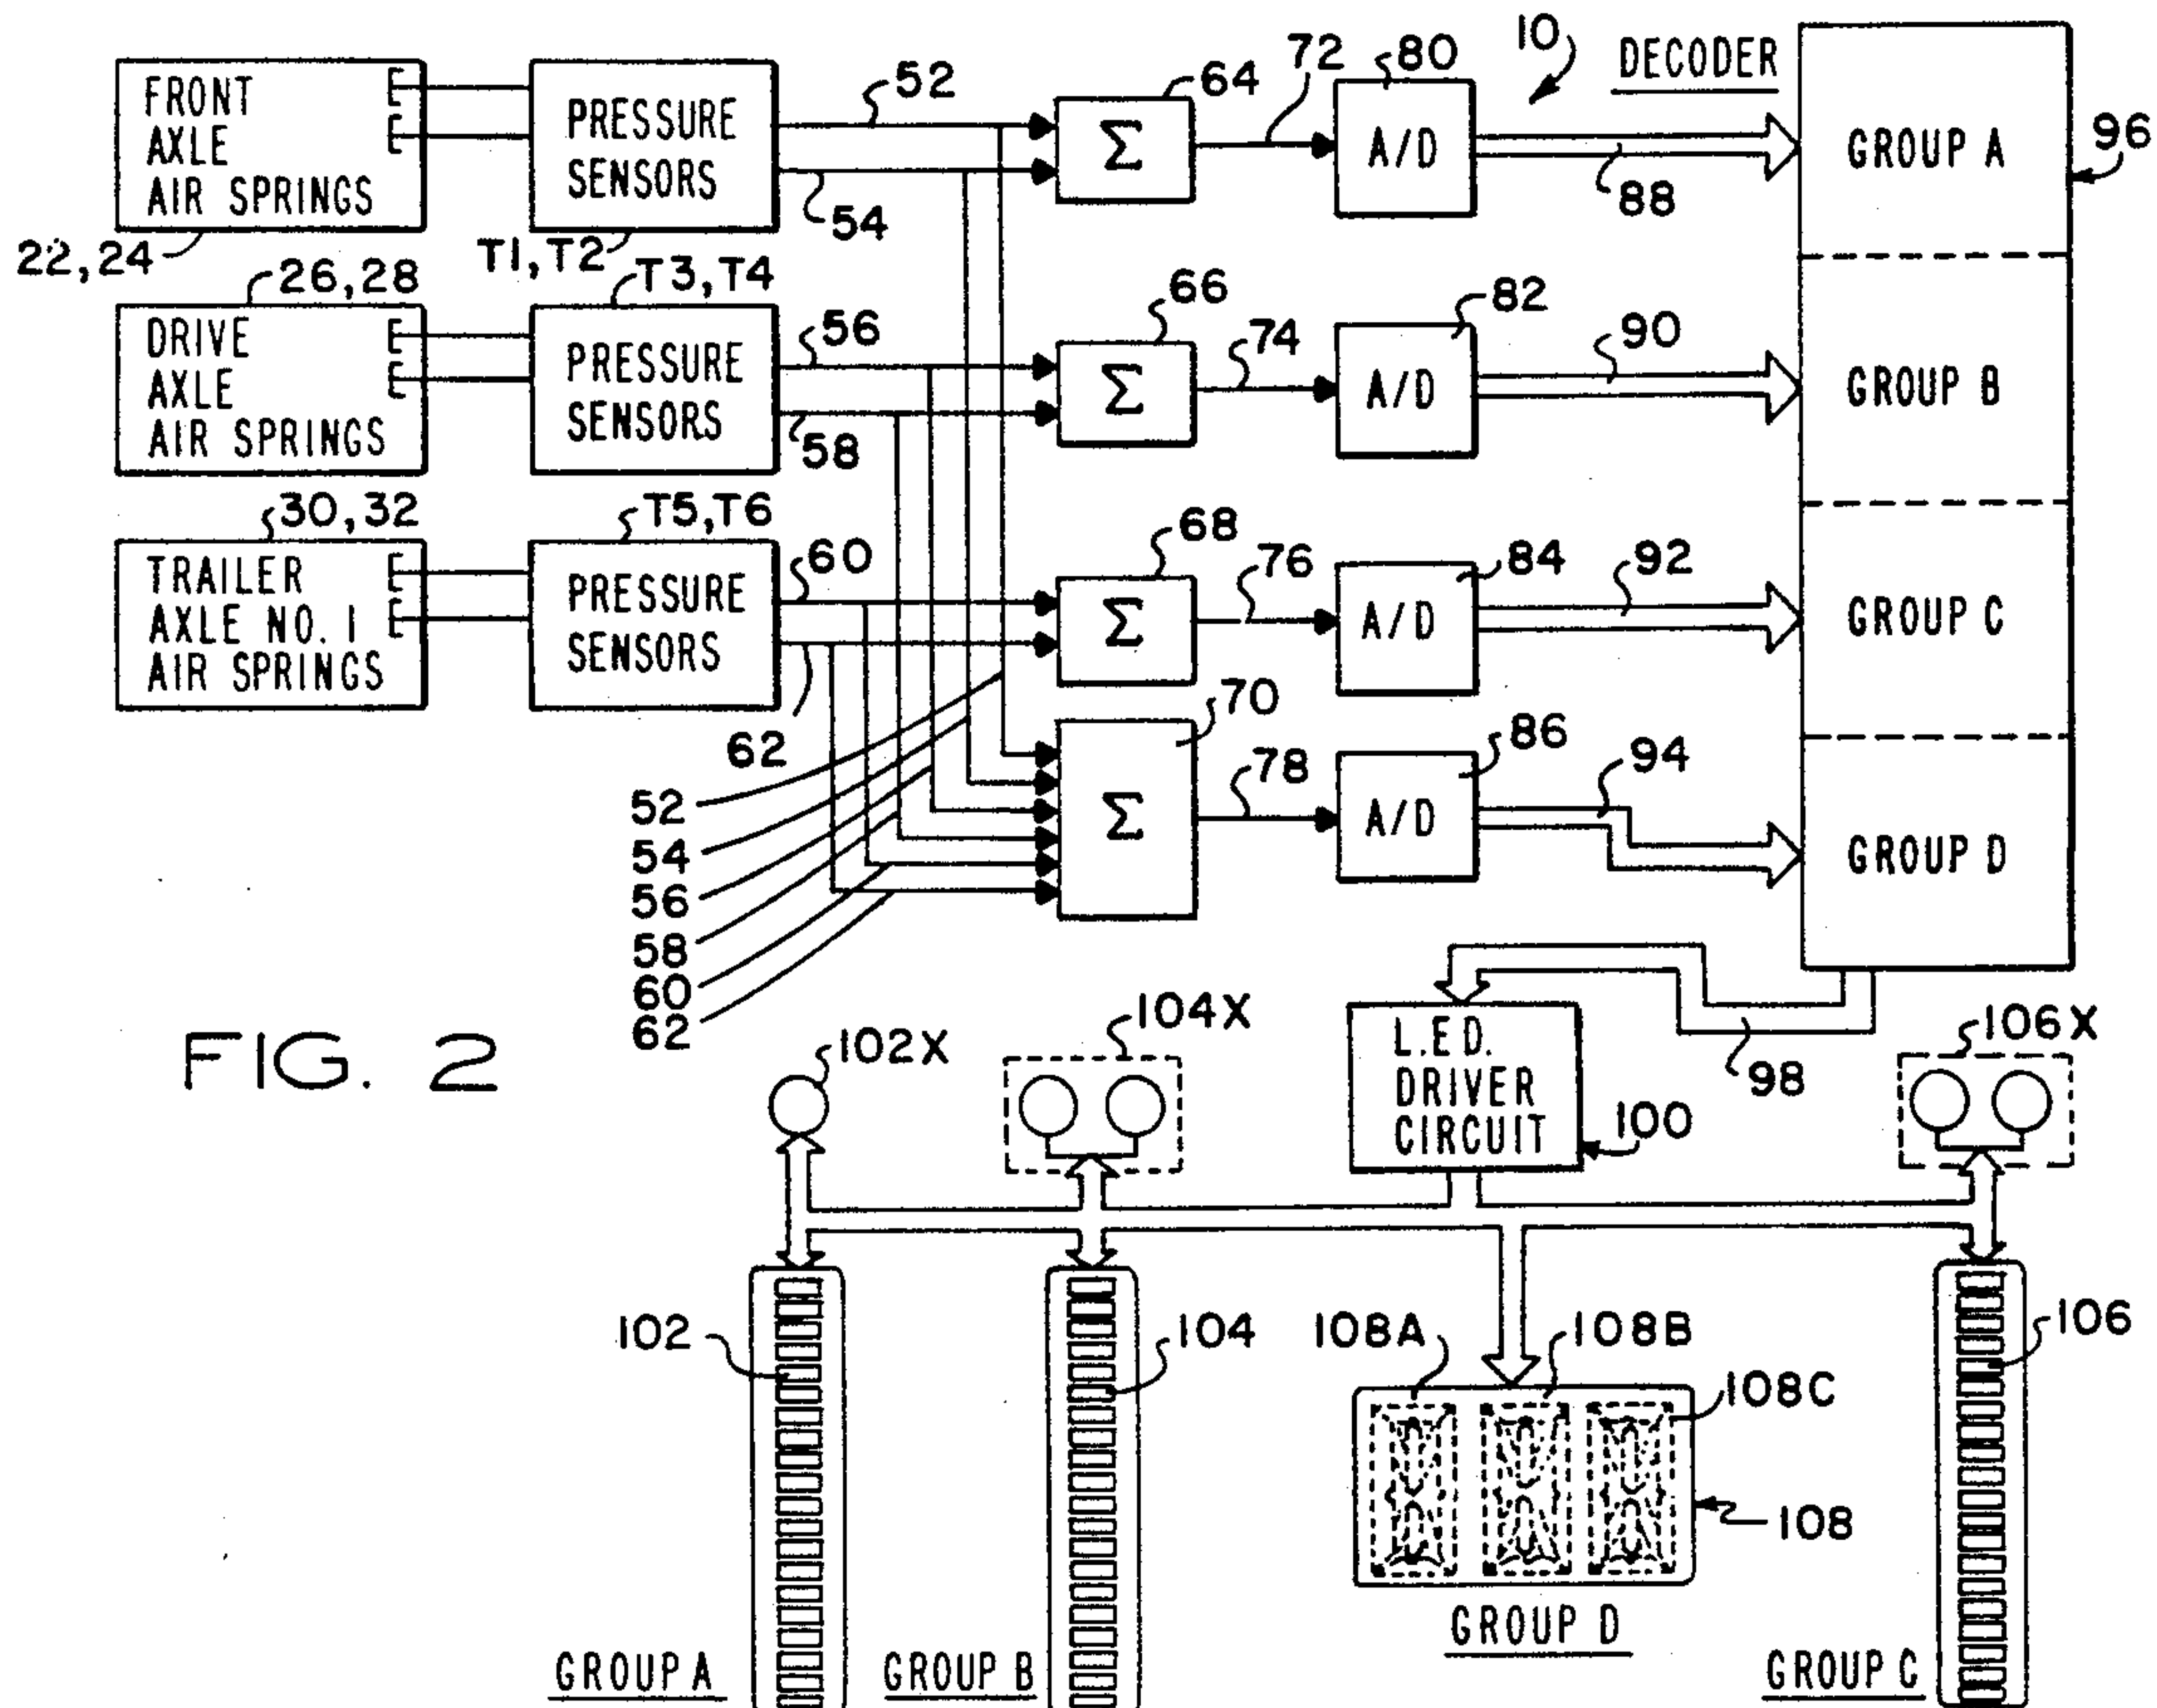 10
DECODER
FRONT
AXLE
AIR SPRINGS
22,24
PRESSURE
SENSORS
T1,T2
52
54
Σ
64
72
A/D
80
88
GROUP A
96
26,28
DRIVE
AXLE
AIR SPRINGS
T3,T4
PRESSURE
SENSORS
56
58
Σ
66
74
A/D
82
90
GROUP B
30,32
TRAILER
AXLE NO. 1
AIR SPRINGS
T5,T6
PRESSURE
SENSORS
60
62
Σ
68
76
A/D
84
92
GROUP C
52
54
56
58
60
62
Σ
70
78
A/D
86
94
GROUP D
98
FIG. 2
L.E.D.
DRIVER
CIRCUIT
100
102X
104X
106X
102
104
106
108A
108B
108C
108
GROUP A
GROUP B
GROUP D
GROUP C